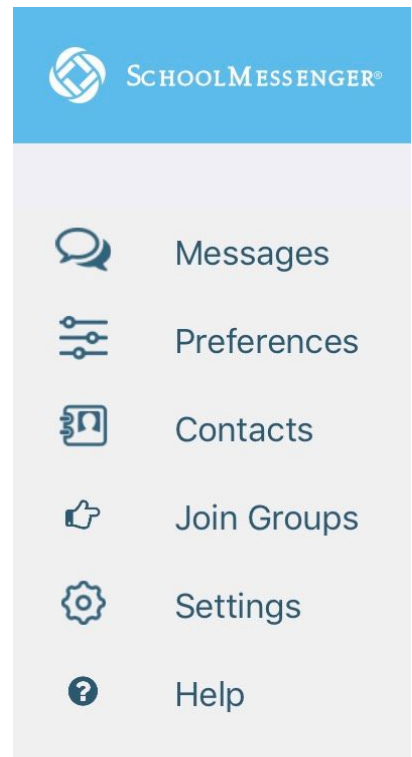 SCHOOLMESSENGER®
Messages
Preferences
Contacts
Join Groups
Settings
Help